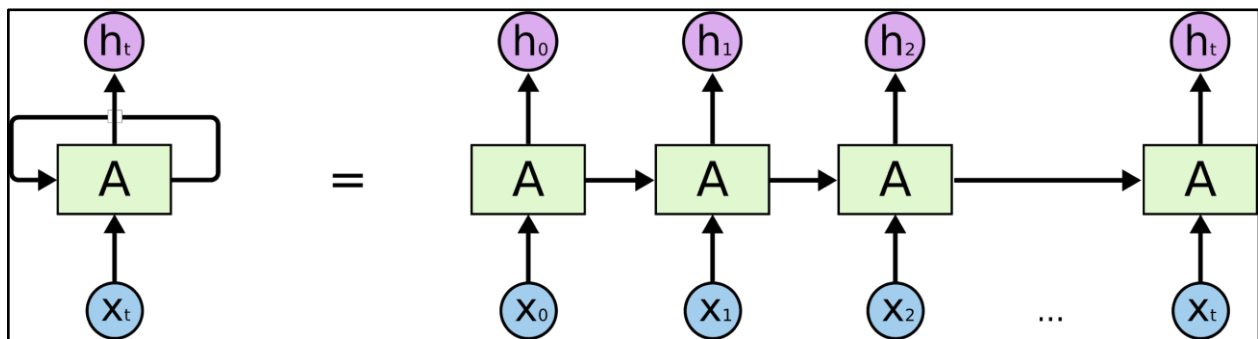 hₜ h₀ h₁ h₂ hₜ
A = A A A A
xₜ x₀ x₁ x₂ ... xₜ